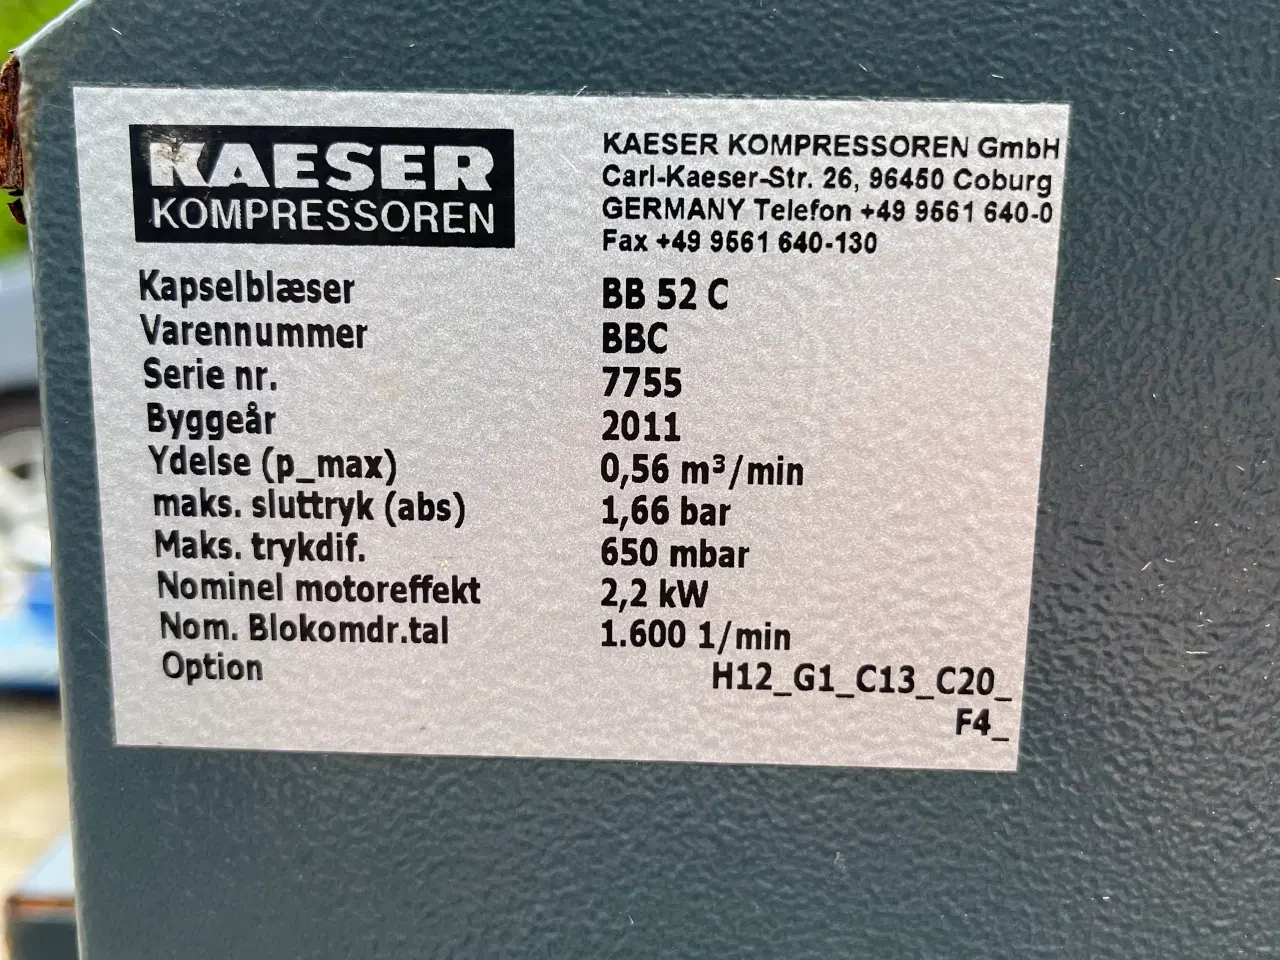 KAESER
KOMPRESSOREN
KAESER KOMPRESSOREN GmbH
Carl-Kaeser-Str. 26, 96450 Coburg
GERMANY Telefon +49 9561 640-0
Fax +49 9561 640-130
Kapselblæser BB 52 C
Varennummer BBC
Serie nr. 7755
Byggeår 2011
Ydelse (p_max) 0,56 m³/min
maks. sluttryk (abs) 1,66 bar
Maks. trykdif. 650 mbar
Nominel motoreffekt 2,2 kW
Nom. Blokomdr.tal 1.600 1/min
Option H12_G1_C13_C20_
F4_